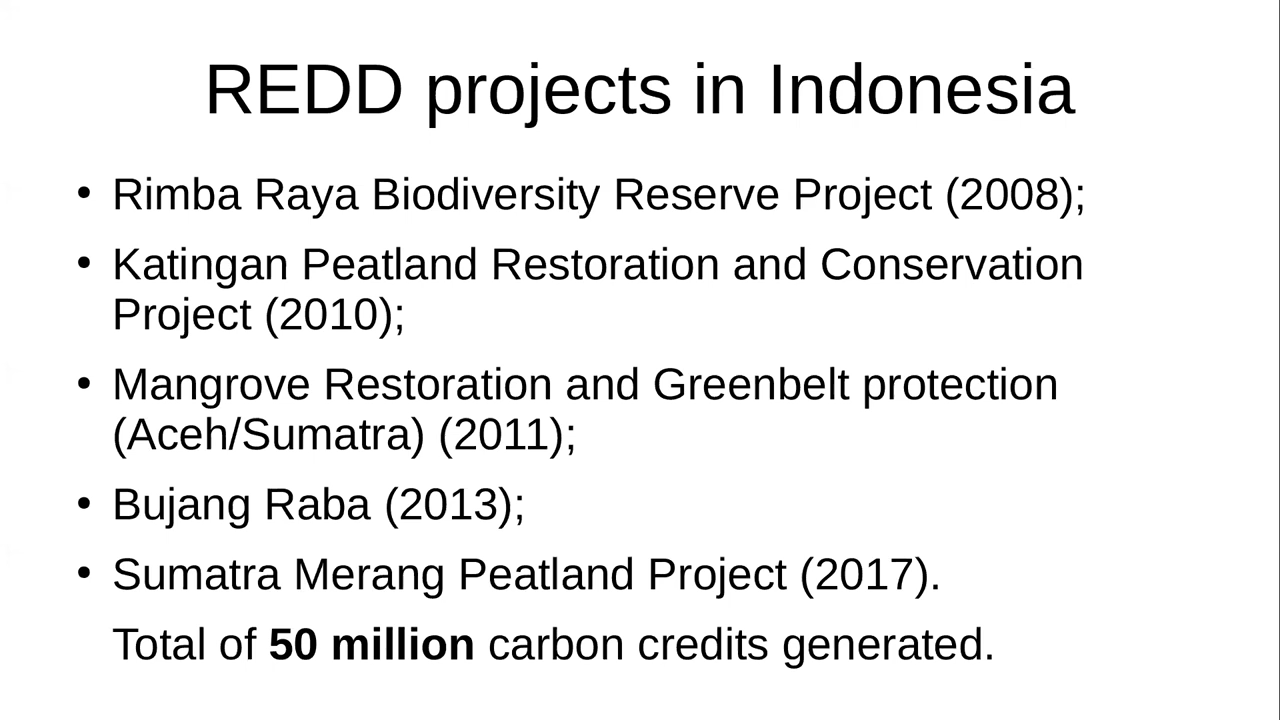 REDD projects in Indonesia
• Rimba Raya Biodiversity Reserve Project (2008);
• Katingan Peatland Restoration and Conservation
Project (2010);
• Mangrove Restoration and Greenbelt protection
(Aceh/Sumatra) (2011);
• Bujang Raba (2013);
• Sumatra Merang Peatland Project (2017).
Total of 50 million carbon credits generated.